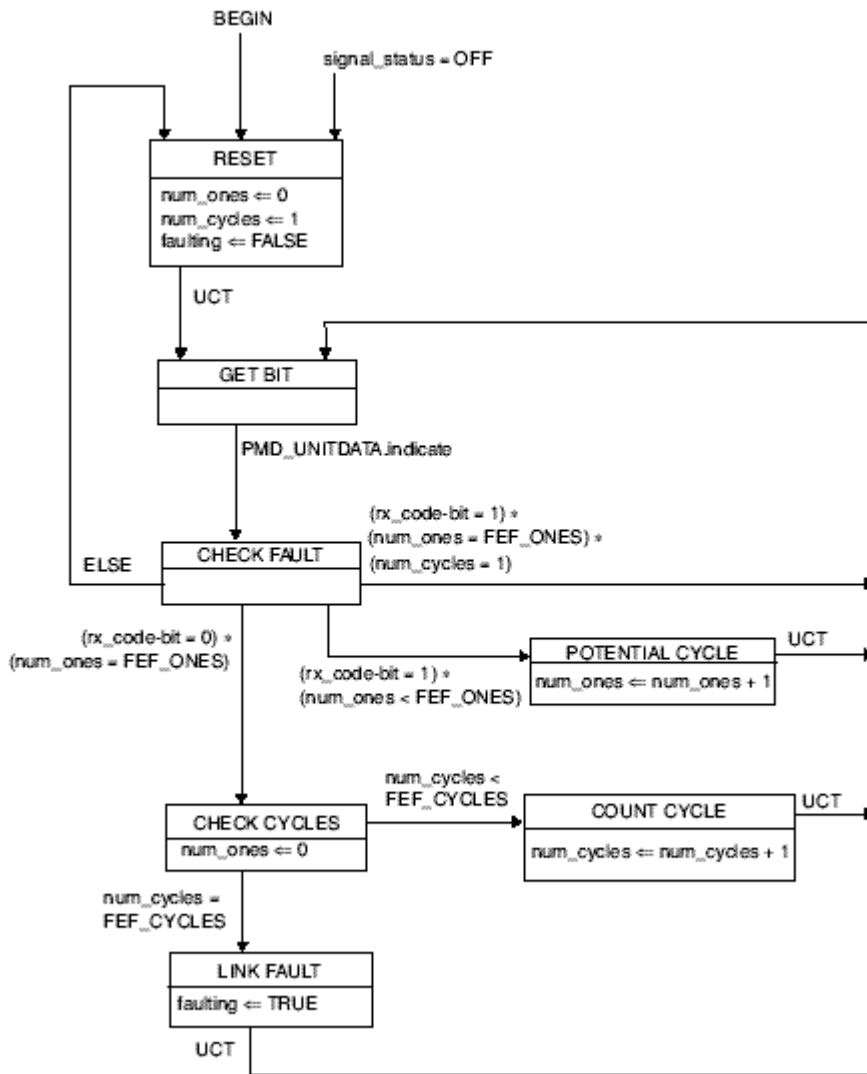 BEGIN
signal_status = OFF
RESET
num_ones ⇐ 0
num_cycles ⇐ 1
faulting ⇐ FALSE
UCT
GET BIT
PMD_UNITDATA.indicate
(rx_code-bit = 1) *
(num_ones = FEF_ONES) *
(num_cycles = 1)
ELSE
CHECK FAULT
(rx_code-bit = 0) *
(num_ones = FEF_ONES)
(rx_code-bit = 1) *
(num_ones < FEF_ONES)
POTENTIAL CYCLE
num_ones ⇐ num_ones + 1
UCT
CHECK CYCLES
num_ones ⇐ 0
num_cycles <
FEF_CYCLES
COUNT CYCLE
num_cycles ⇐ num_cycles + 1
UCT
num_cycles =
FEF_CYCLES
LINK FAULT
faulting ⇐ TRUE
UCT